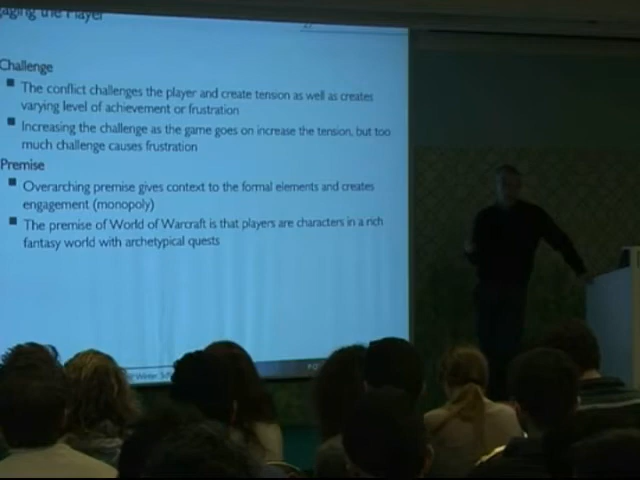 the Player
Challenge
The conflict challenges the player and create tension as well as creates
varying level of achievement or frustration
Increasing the challenge as the game goes on increase the tension, but too
much challenge causes frustration
Premise
Overarching premise gives context to the formal elements and creates
engagement (monopoly)
The premise of World of Warcraft is that players are characters in a rich
fantasy world with archetypical quests